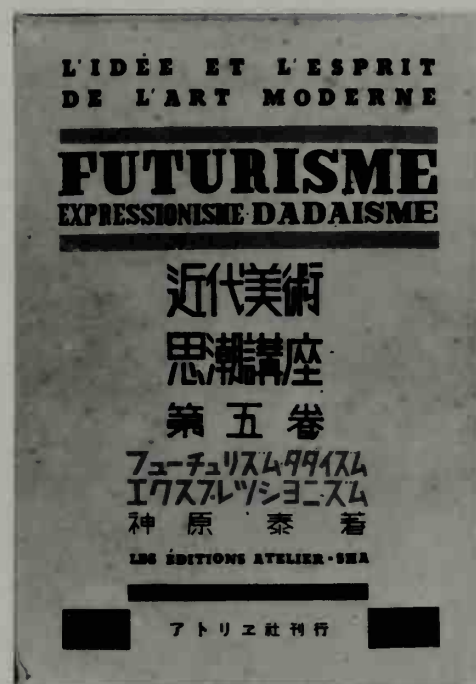 L'IDÈE ET L'ESPRIT
DE L'ART MODERNE
FUTURISME
EXPRESSIONISME·DADAISME
近代美術
思潮講座
第五巻
フューチュリズム・ダダイズム
エクスプレッショニズム
神原 泰 著
LES ÉDITIONS ATELIER·SHA
アトリヱ社刊行